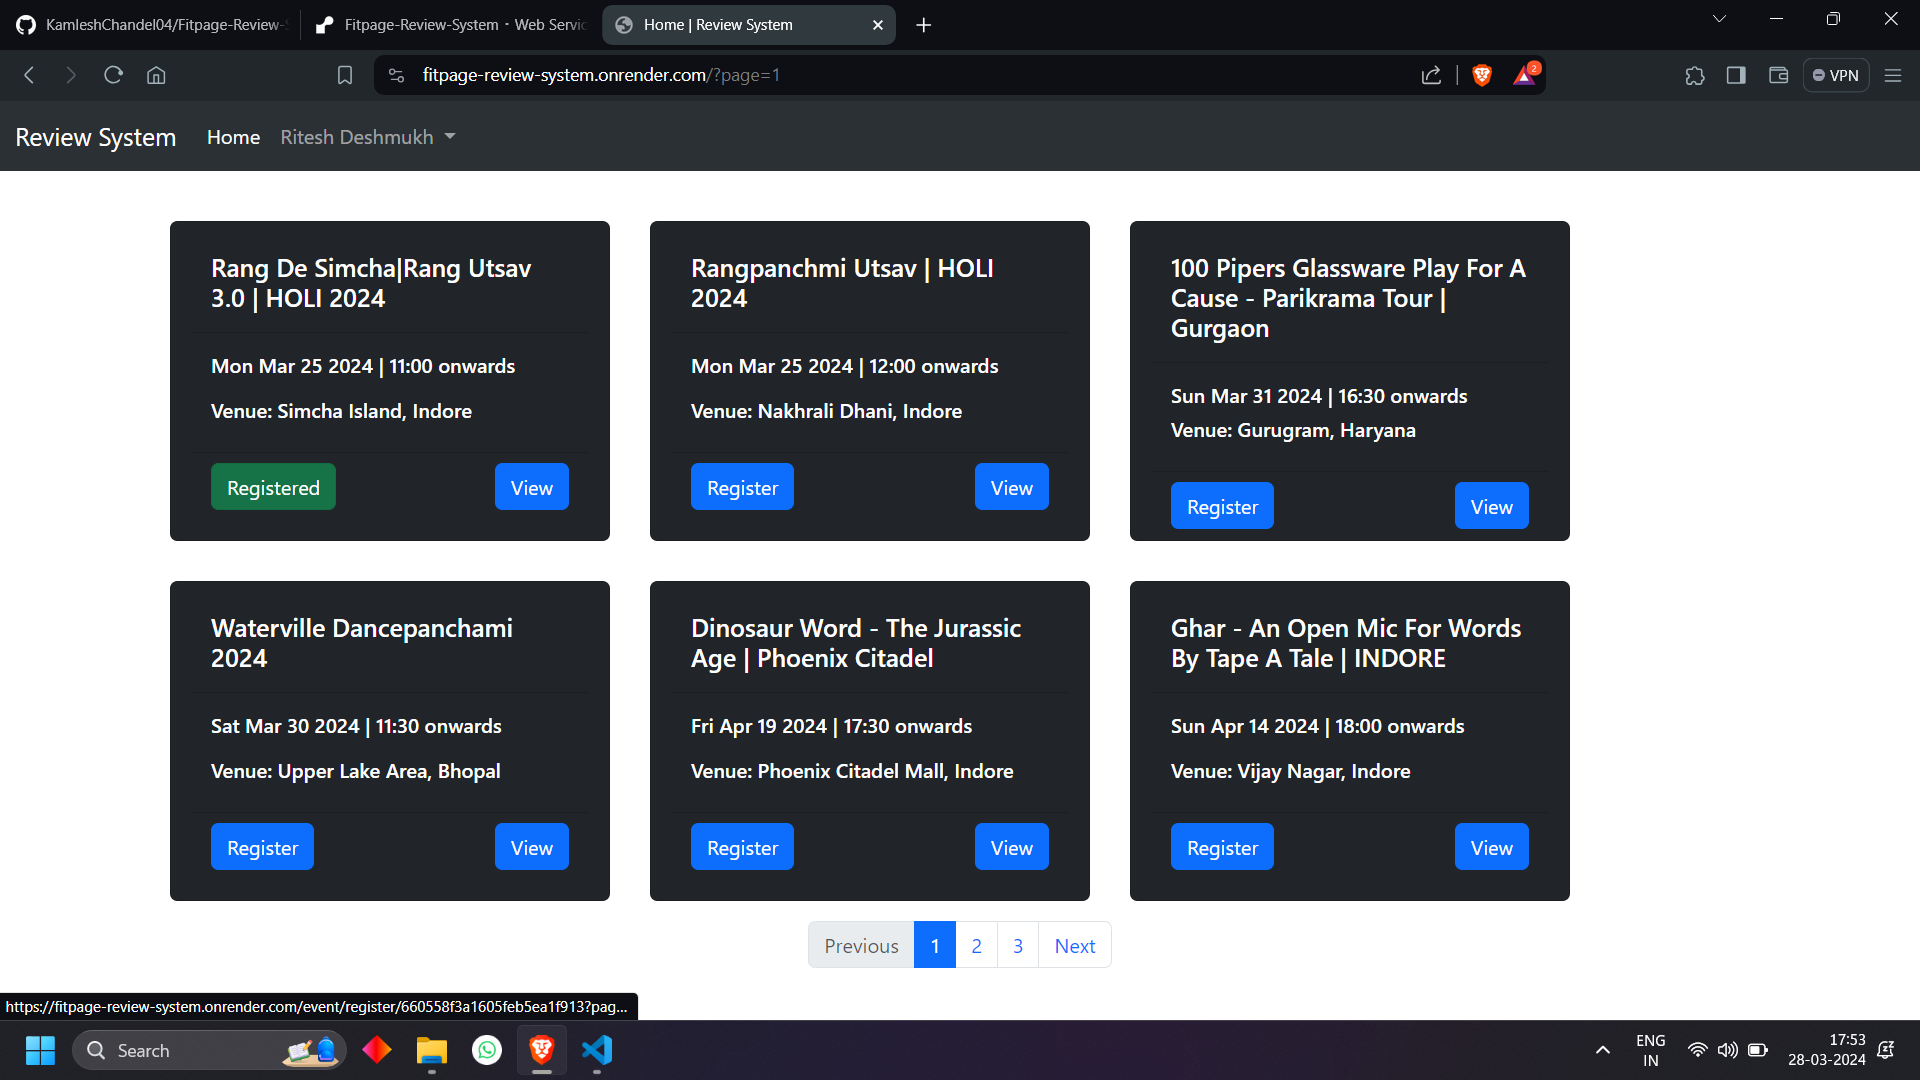 KamleshChandel04/Fitpage-Review-S
Fitpage-Review-System · Web Servic
Home | Review System
fitpage-review-system.onrender.com/?page=1
2
VPN
Review System
Home
Ritesh Deshmukh
Rang De Simcha|Rang Utsav
3.0 | HOLI 2024
Mon Mar 25 2024 | 11:00 onwards
Venue: Simcha Island, Indore
Registered
View
Rangpanchmi Utsav | HOLI
2024
Mon Mar 25 2024 | 12:00 onwards
Venue: Nakhrali Dhani, Indore
Register
View
100 Pipers Glassware Play For A
Cause - Parikrama Tour |
Gurgaon
Sun Mar 31 2024 | 16:30 onwards
Venue: Gurugram, Haryana
Register
View
Waterville Dancepanchami
2024
Sat Mar 30 2024 | 11:30 onwards
Venue: Upper Lake Area, Bhopal
Register
View
Dinosaur Word - The Jurassic
Age | Phoenix Citadel
Fri Apr 19 2024 | 17:30 onwards
Venue: Phoenix Citadel Mall, Indore
Register
View
Ghar - An Open Mic For Words
By Tape A Tale | INDORE
Sun Apr 14 2024 | 18:00 onwards
Venue: Vijay Nagar, Indore
Register
View
Previous 1 2 3 Next
https://fitpage-review-system.onrender.com/event/register/660558f3a1605feb5ea1f913?pag...
Search
ENG
IN
17:53
28-03-2024